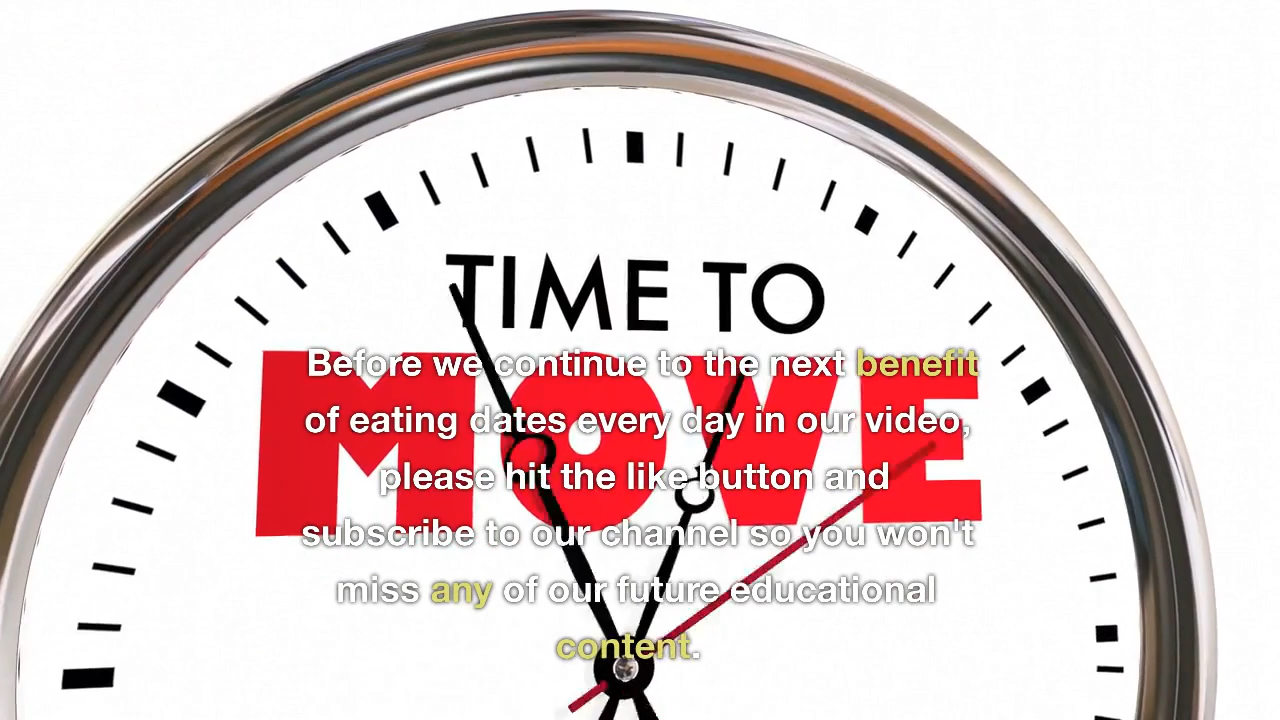 TIME TO
MOVE
Before we continue to the next benefit
of eating dates every day in our video,
please hit the like button and
subscribe to our channel so you won't
miss any of our future educational
content.